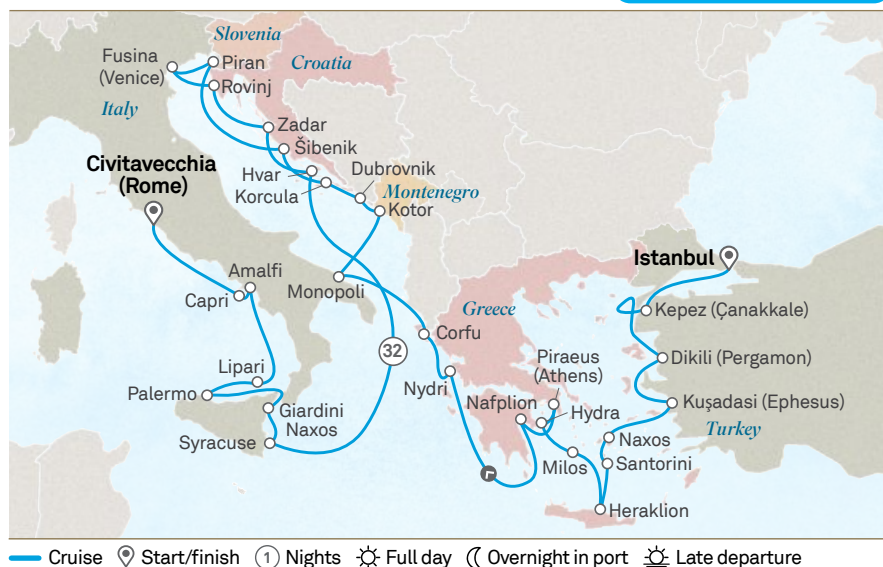 Slovenia
Fusina
(Venice)
Piran
Croatia
Rovinj
Italy
Zadar
Šibenik
Civitavecchia
(Rome)
Hvar
Korcula
Dubrovnik
Montenegro
Kotor
Istanbul
Amalfi
Capri
Monopoli
Greece
Kepez (Çanakkale)
Corfu
32
Piraeus
(Athens)
Dikili (Pergamon)
Lipari
Nydri
Palermo
Nafplion
Hydra
Kuşadasi (Ephesus)
Giardini
Naxos
Turkey
Naxos
Syracuse
Milos
Santorini
Heraklion
Cruise Start/finish 1 Nights Full day Overnight in port Late departure